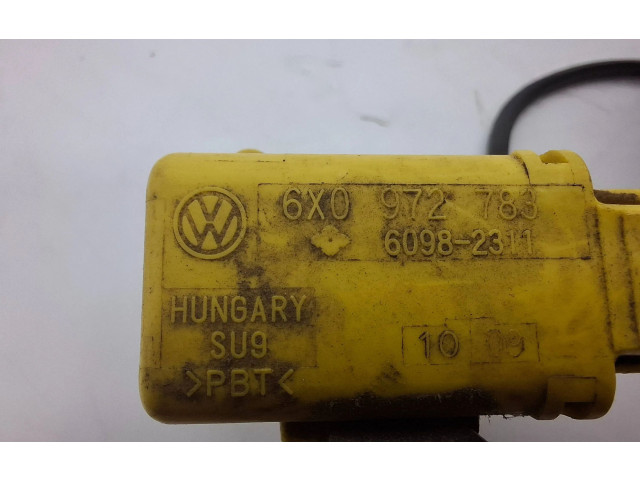 VW
6X0 972 783
6098-2311
HUNGARY
SU9
>PBT<
10 09